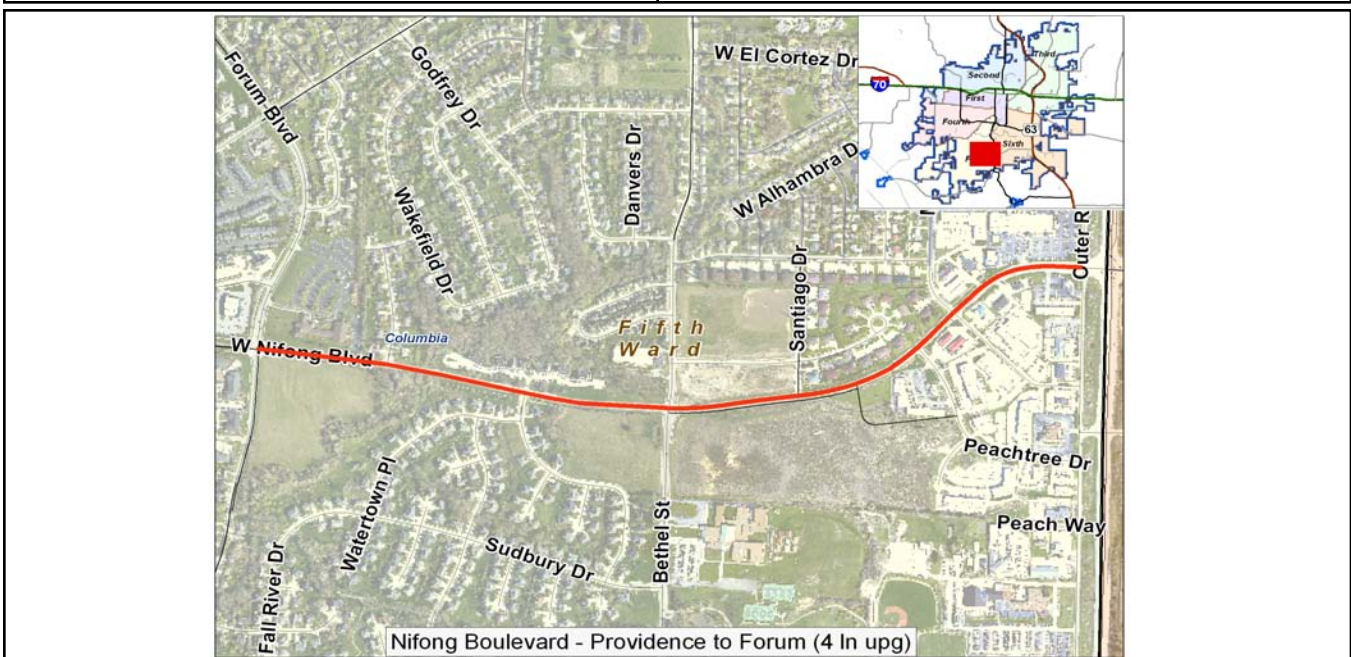 Forum Blvd
Godfrey Dr
W El Cortez Dr
Danvers Dr
W Alhambra D
Wakefield Dr
Santiago Dr
Outer R
Columbia
Fifth
Ward
W Nifong Blvd
Peachtree Dr
Watertown Pl
Bethel St
Peach Way
Sudbury Dr
Fall River Dr
Nifong Boulevard - Providence to Forum (4 ln upg)
70
Second
Third
First
Fourth
63
Sixth